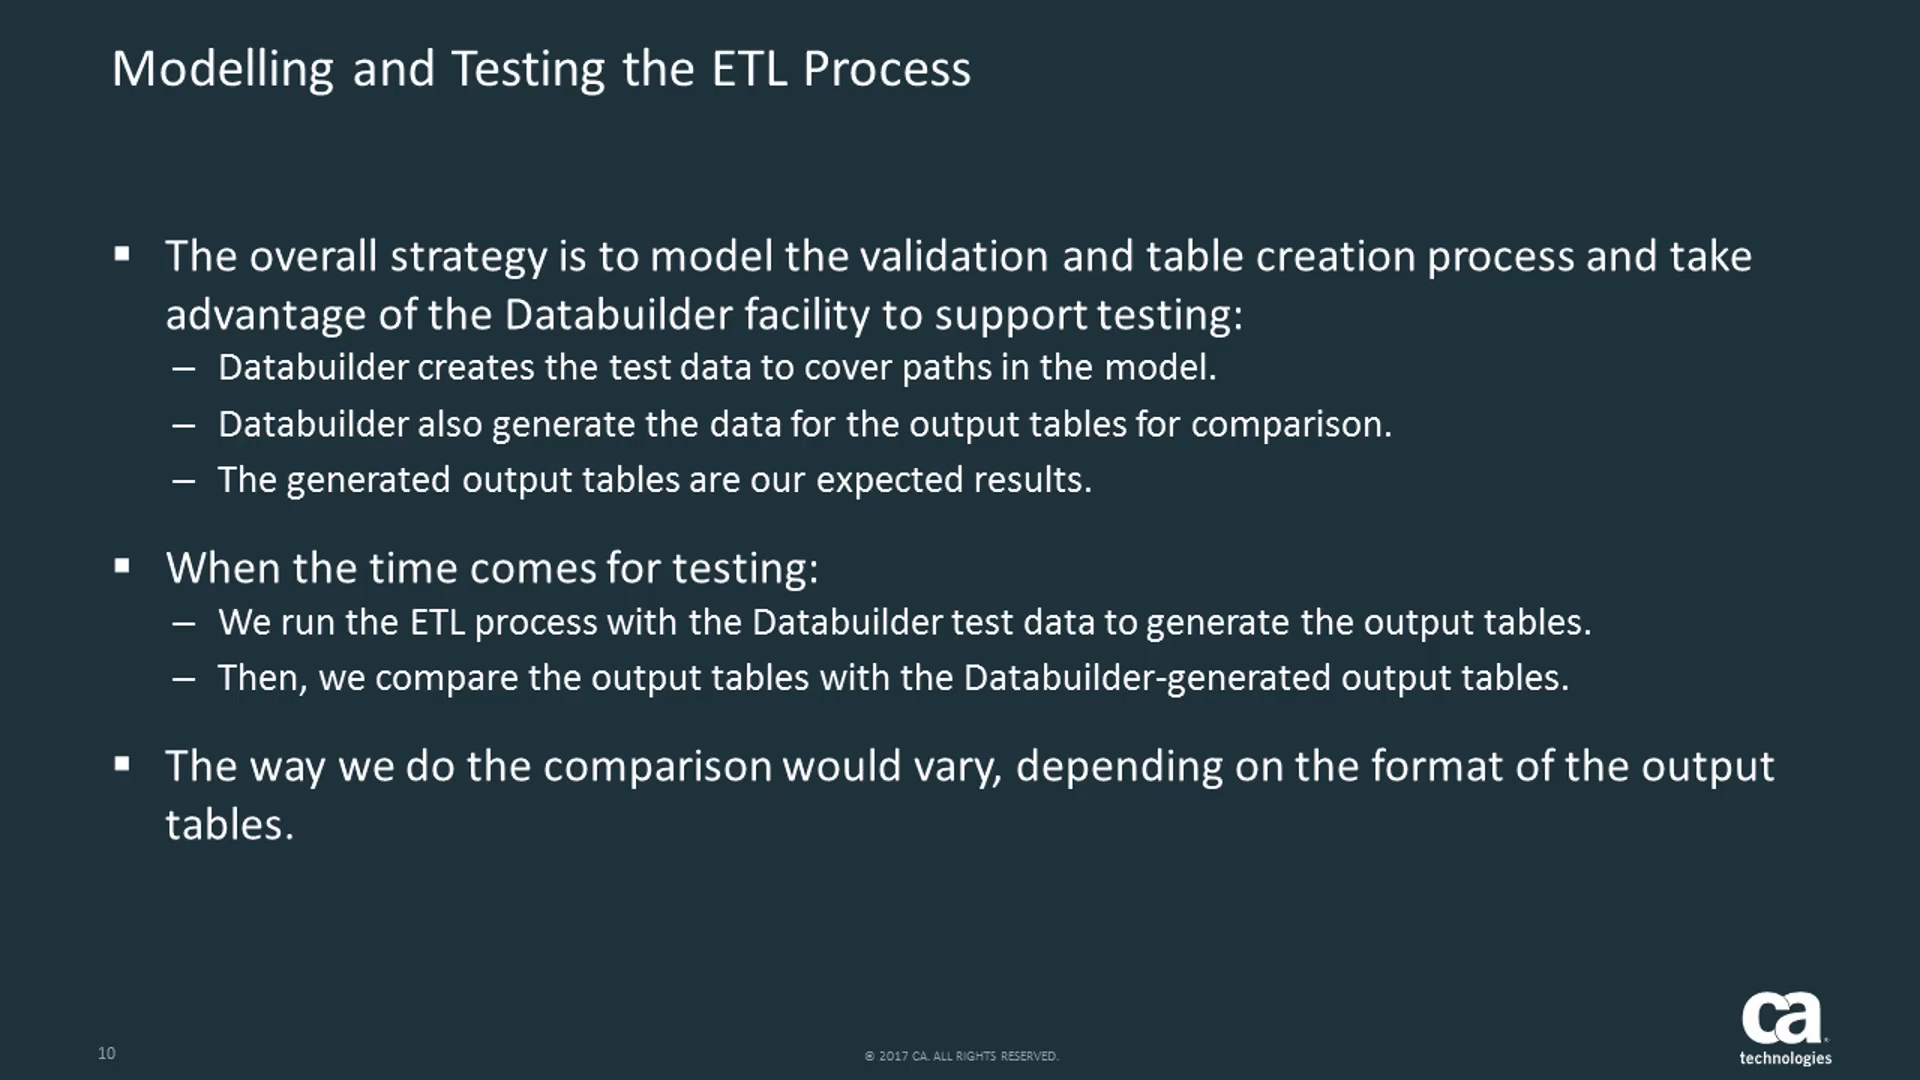 Modelling and Testing the ETL Process
▪ The overall strategy is to model the validation and table creation process and take
advantage of the Databuilder facility to support testing:
– Databuilder creates the test data to cover paths in the model.
– Databuilder also generate the data for the output tables for comparison.
– The generated output tables are our expected results.
▪ When the time comes for testing:
– We run the ETL process with the Databuilder test data to generate the output tables.
– Then, we compare the output tables with the Databuilder-generated output tables.
▪ The way we do the comparison would vary, depending on the format of the output
tables.
10
© 2017 CA. ALL RIGHTS RESERVED.
ca
technologies